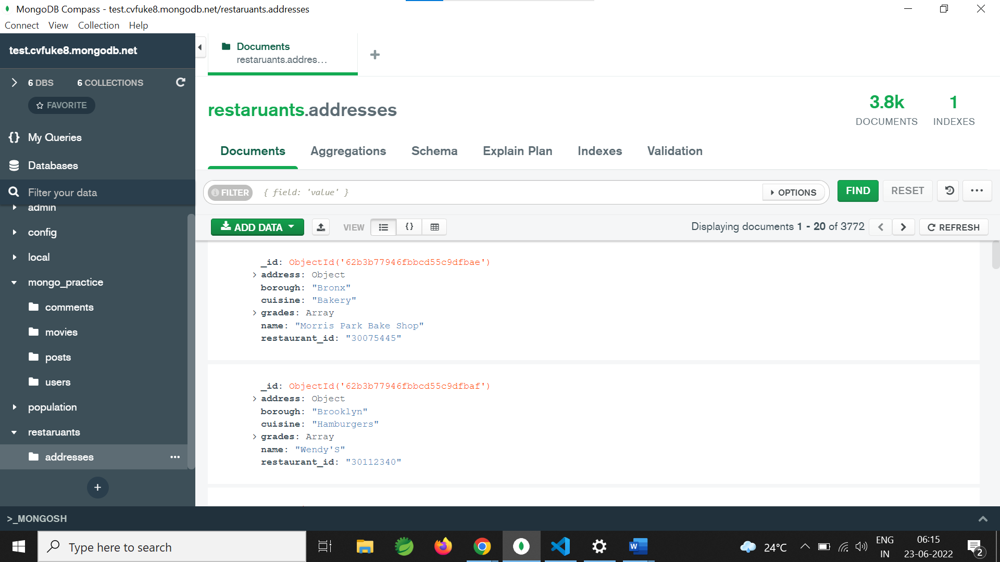 MongoDB Compass - test.cvfuke8.mongodb.net/restaruants.addresses
Connect View Collection Help
test.cvfuke8.mongodb.net
6 DBS 6 COLLECTIONS
FAVORITE
{} My Queries
Databases
Filter your data
admin
config
local
mongo_practice
comments
movies
posts
users
population
restaruants
addresses
Documents
restaruants.addres...
restaruants.addresses
3.8k
DOCUMENTS
1
INDEXES
Documents Aggregations Schema Explain Plan Indexes Validation
FILTER { field: 'value' } OPTIONS FIND RESET
ADD DATA VIEW {} Displaying documents 1 - 20 of 3772 REFRESH
_id: ObjectId('62b3b77946fbbcd55c9dfbae')
address: Object
borough: "Bronx"
cuisine: "Bakery"
grades: Array
name: "Morris Park Bake Shop"
restaurant_id: "30075445"
_id: ObjectId('62b3b77946fbbcd55c9dfbaf')
address: Object
borough: "Brooklyn"
cuisine: "Hamburgers"
grades: Array
name: "Wendy'S"
restaurant_id: "30112340"
>_MONGOSH
Type here to search
W
24°C
ENG
IN
06:15
23-06-2022
2